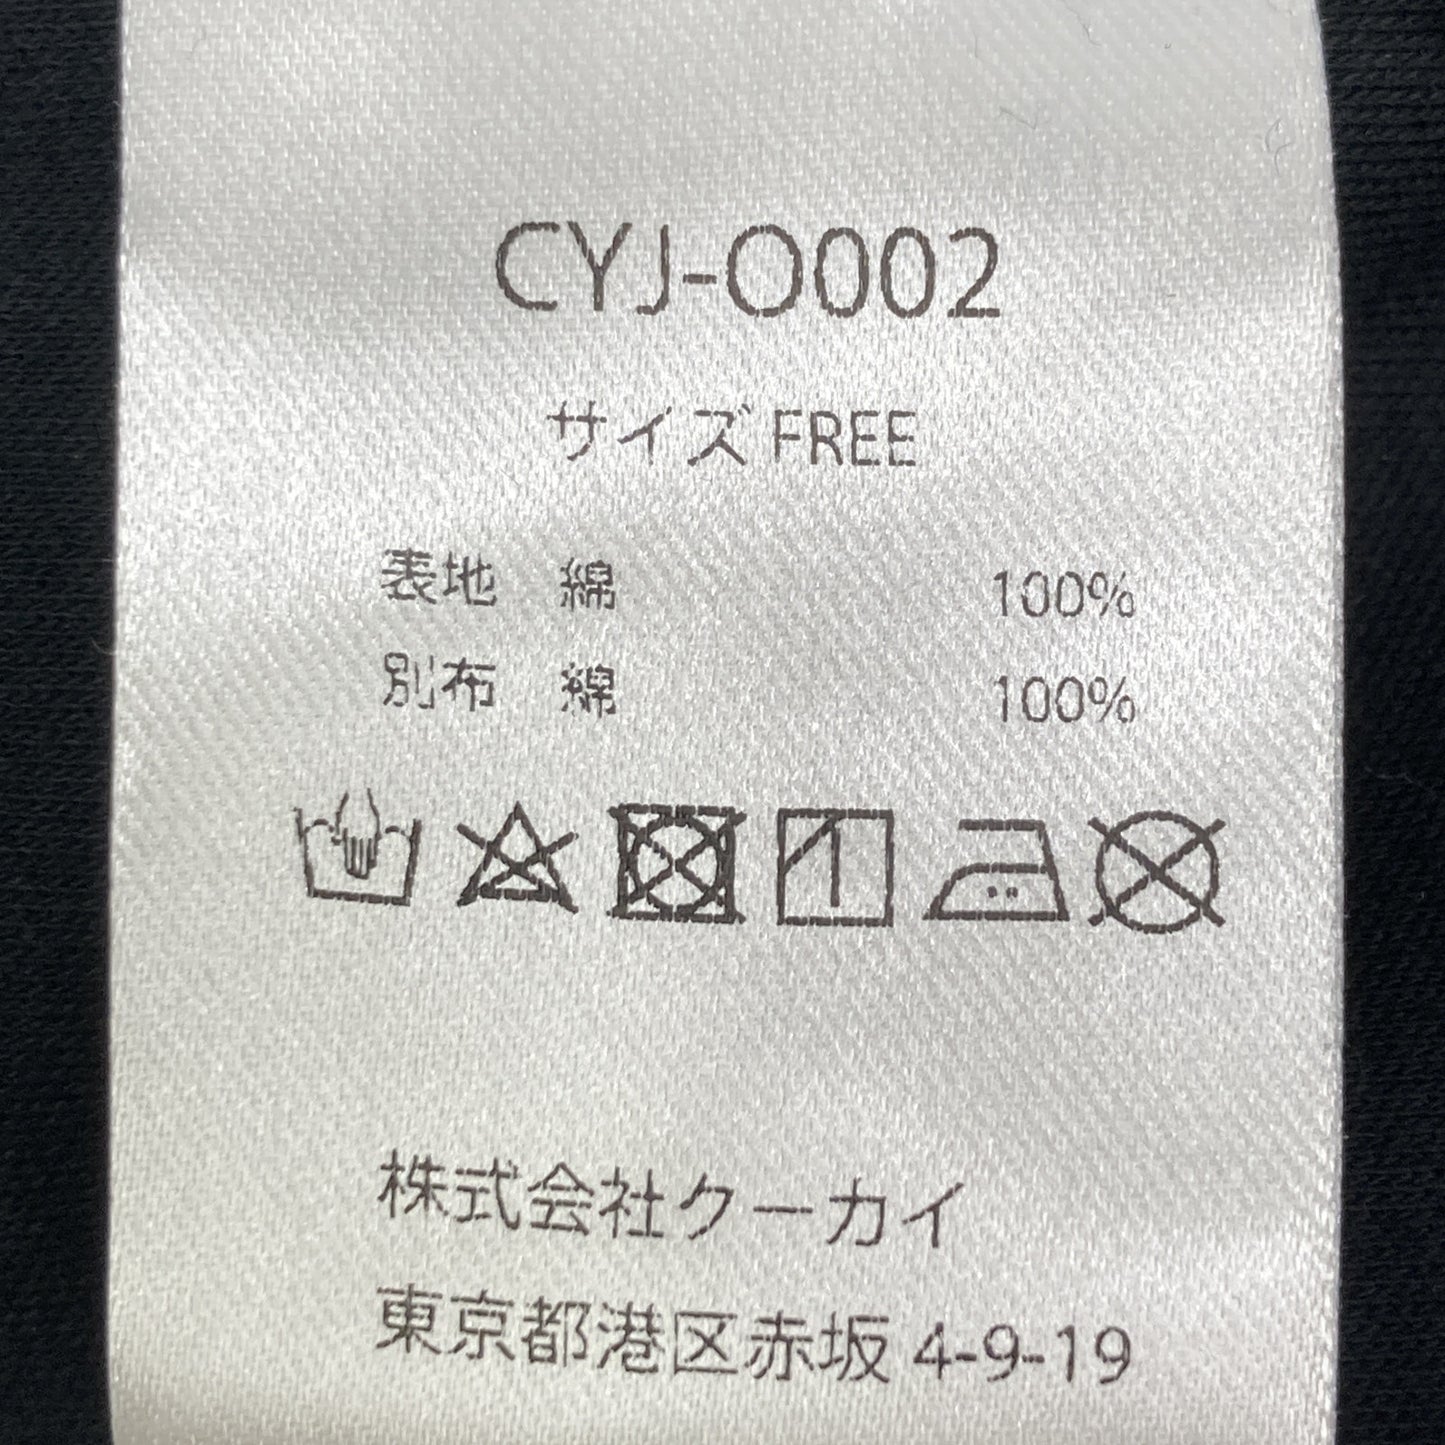 CYJ-O002
サイズ FREE
表地 綿 100%
別布 綿 100%
株式会社クーカイ
東京都港区赤坂 4-9-19